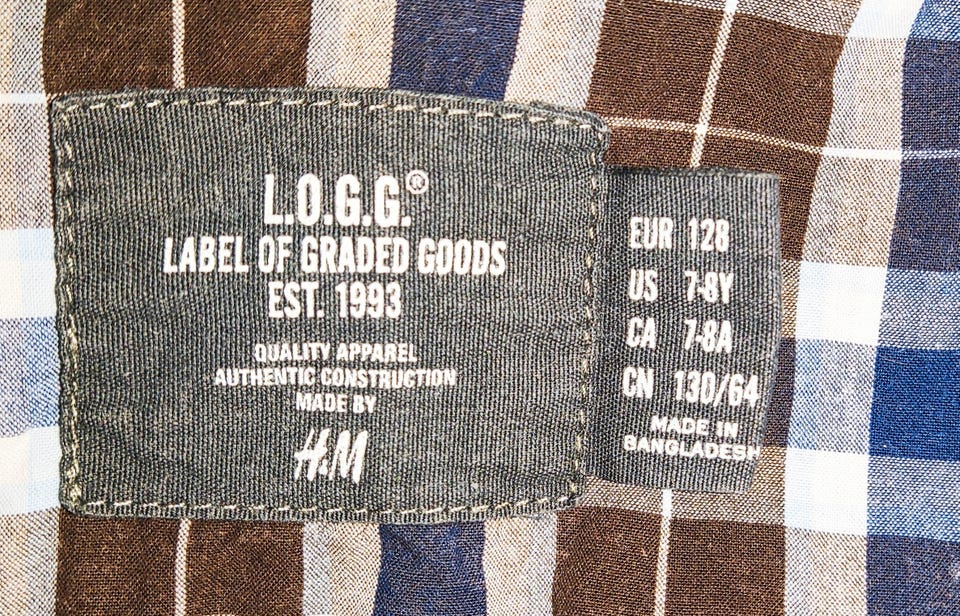 L.O.G.G.®
LABEL OF GRADED GOODS
EST. 1993
QUALITY APPAREL
AUTHENTIC CONSTRUCTION
MADE BY
H&M
EUR 128
US 7-8Y
CA 7-8A
CN 130/64
MADE IN
BANGLADESH